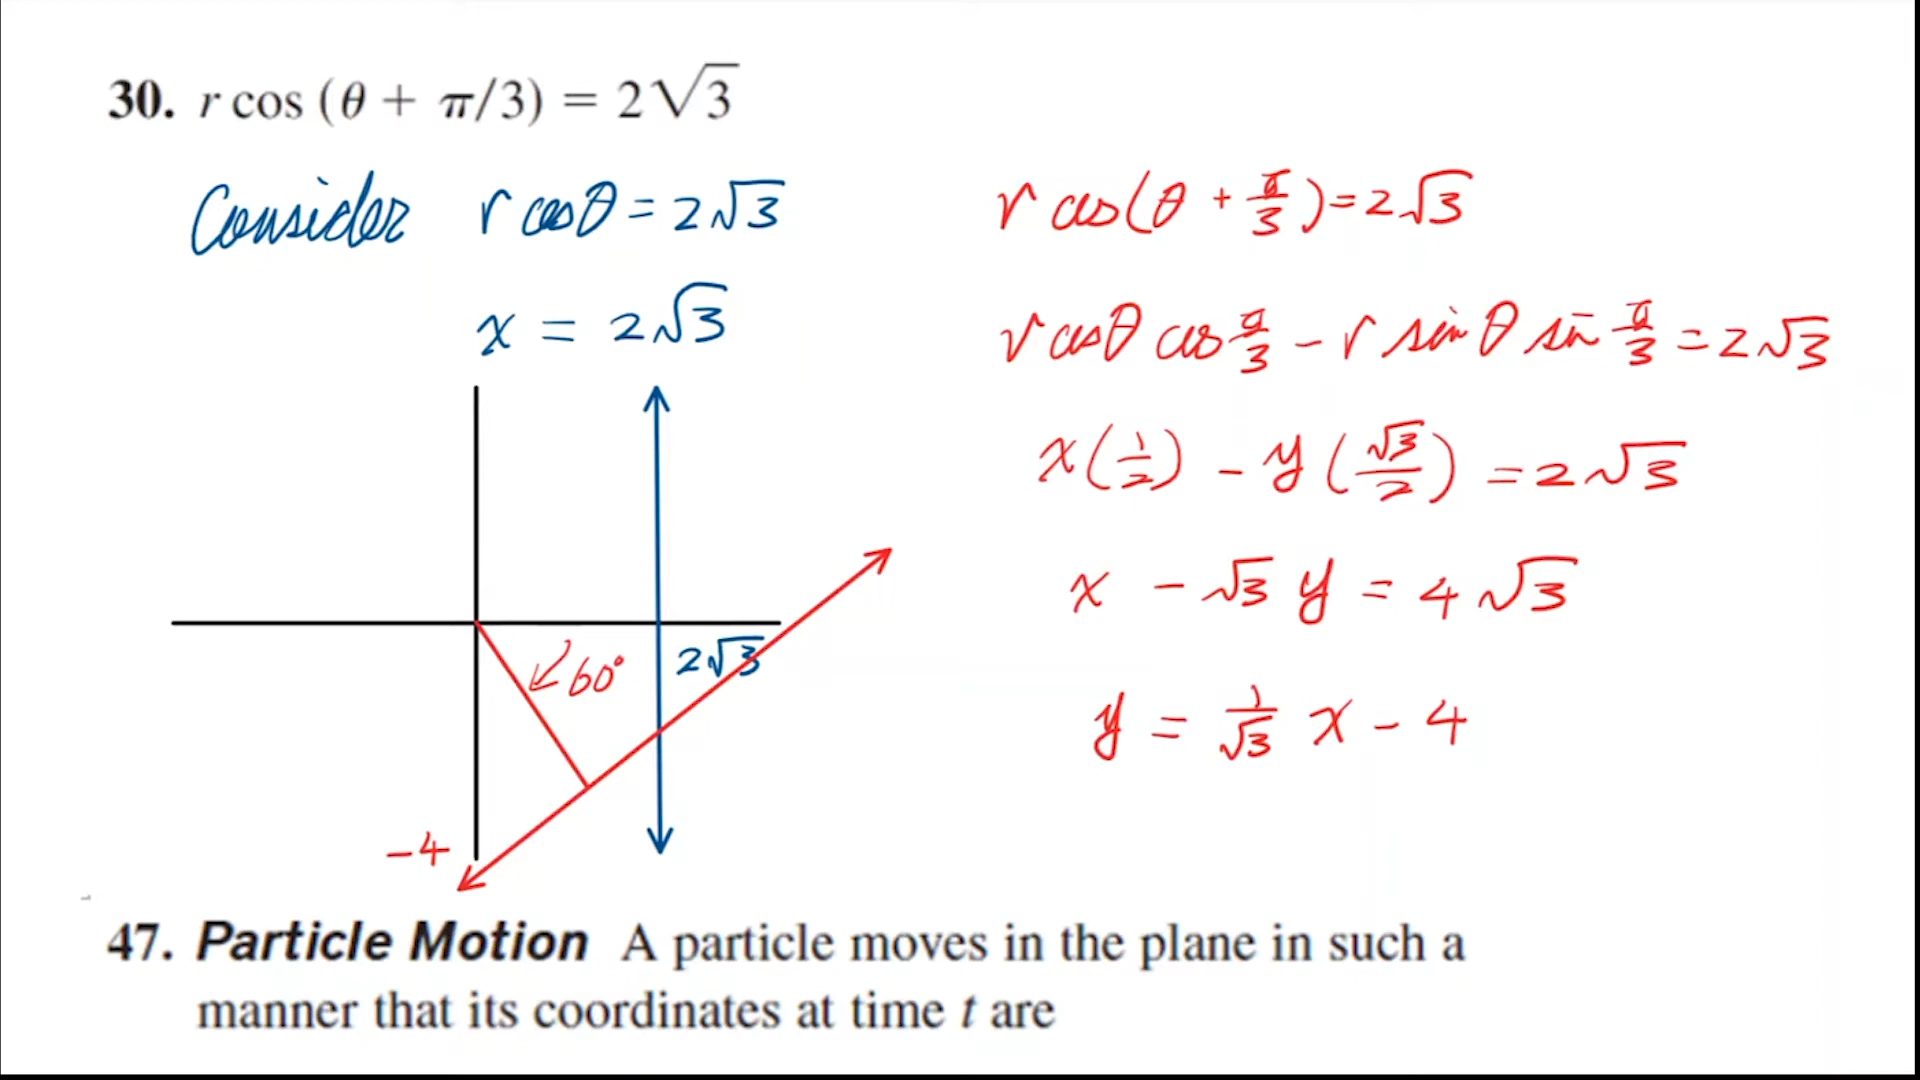 30. r cos (θ + π/3) = 2√3
Consider r cosθ = 2√3
x = 2√3
2√3
60°
-4
r cos(θ + π/3) = 2√3
r cosθ cos π/3 - r sin θ sin π/3 = 2√3
x(1/2) - y(√3/2) = 2√3
x - √3 y = 4√3
y = 1/√3 x - 4
47. Particle Motion A particle moves in the plane in such a
manner that its coordinates at time t are